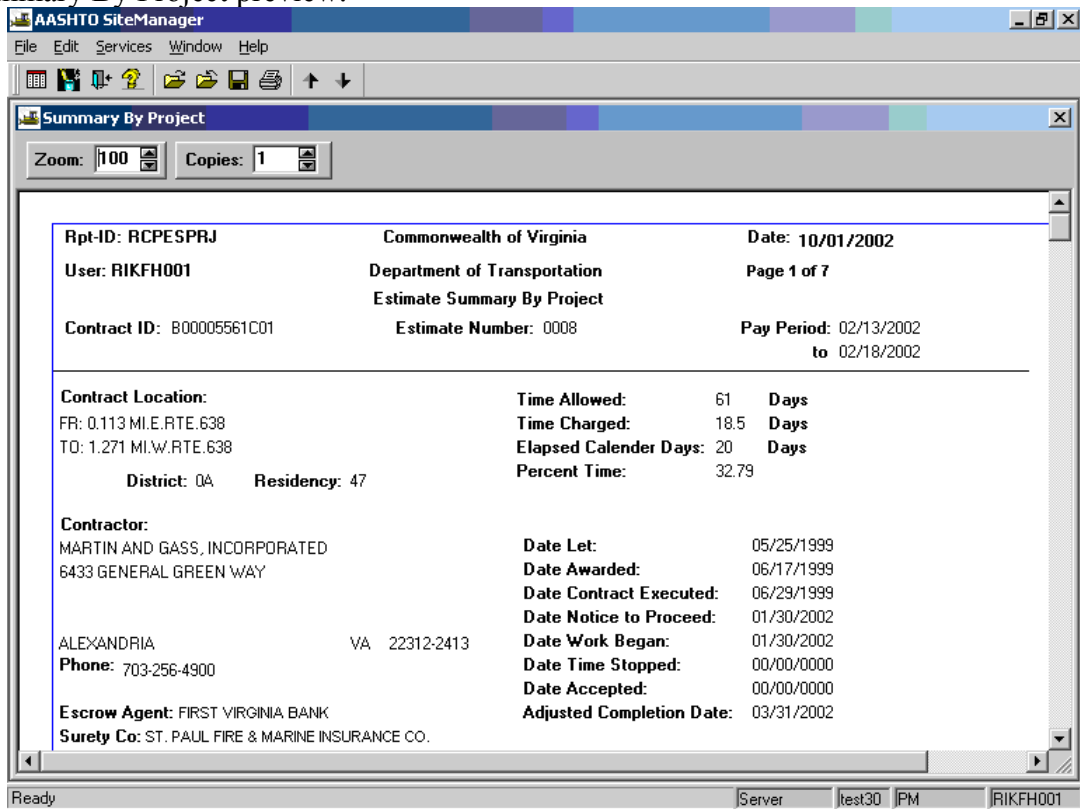 Summary By Project preview.
AASHTO SiteManager
File Edit Services Window Help
Summary By Project
Zoom: 100 Copies: 1
Rpt-ID: RCPESPRJ Commonwealth of Virginia Date: 10/01/2002
User: RIKFH001 Department of Transportation Page 1 of 7
Estimate Summary By Project
Contract ID: B00005561C01 Estimate Number: 0008 Pay Period: 02/13/2002
to 02/18/2002
Contract Location: Time Allowed: 61 Days
FR: 0.113 MI.E.RTE.638 Time Charged: 18.5 Days
TO: 1.271 MI.W.RTE.638 Elapsed Calender Days: 20 Days
District: 0A Residency: 47 Percent Time: 32.79
Contractor:
MARTIN AND GASS, INCORPORATED Date Let: 05/25/1999
6433 GENERAL GREEN WAY Date Awarded: 06/17/1999
Date Contract Executed: 06/29/1999
Date Notice to Proceed: 01/30/2002
ALEXANDRIA VA 22312-2413 Date Work Began: 01/30/2002
Phone: 703-256-4900 Date Time Stopped: 00/00/0000
Date Accepted: 00/00/0000
Escrow Agent: FIRST VIRGINIA BANK Adjusted Completion Date: 03/31/2002
Surety Co: ST. PAUL FIRE & MARINE INSURANCE CO.
Ready Server test30 PM RIKFH001